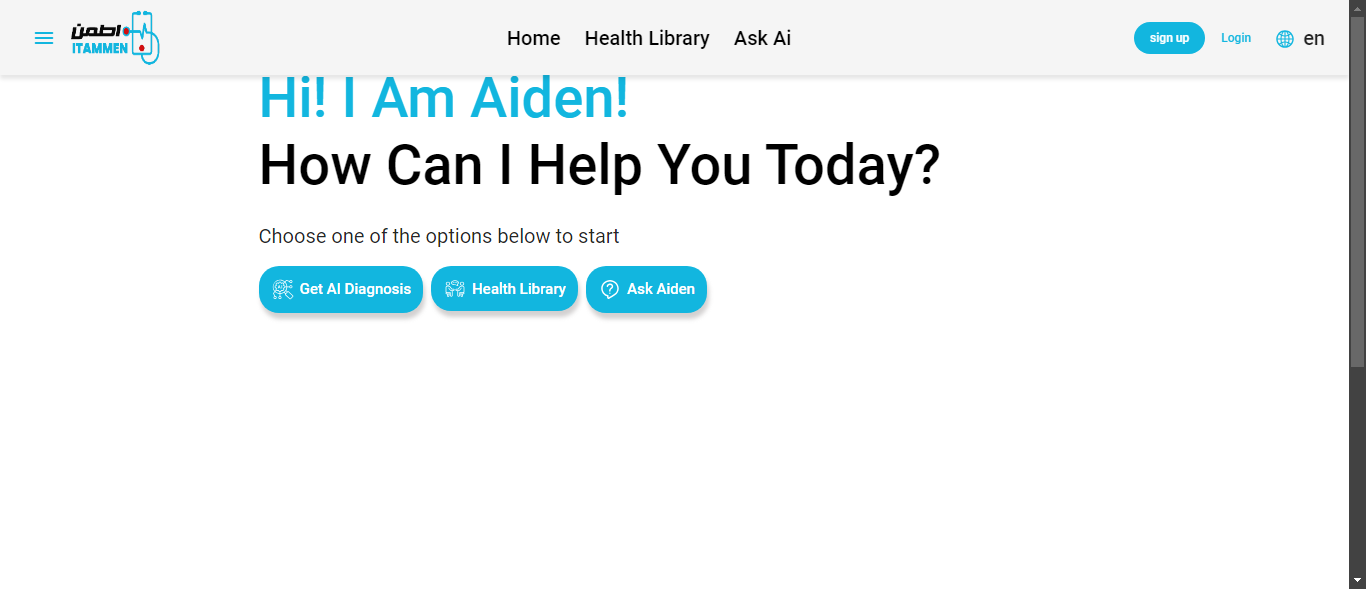 اطمن
ITAMMEN
Home Health Library Ask Ai
sign up Login en
Hi! I Am Aiden!
How Can I Help You Today?
Choose one of the options below to start
Get AI Diagnosis Health Library Ask Aiden